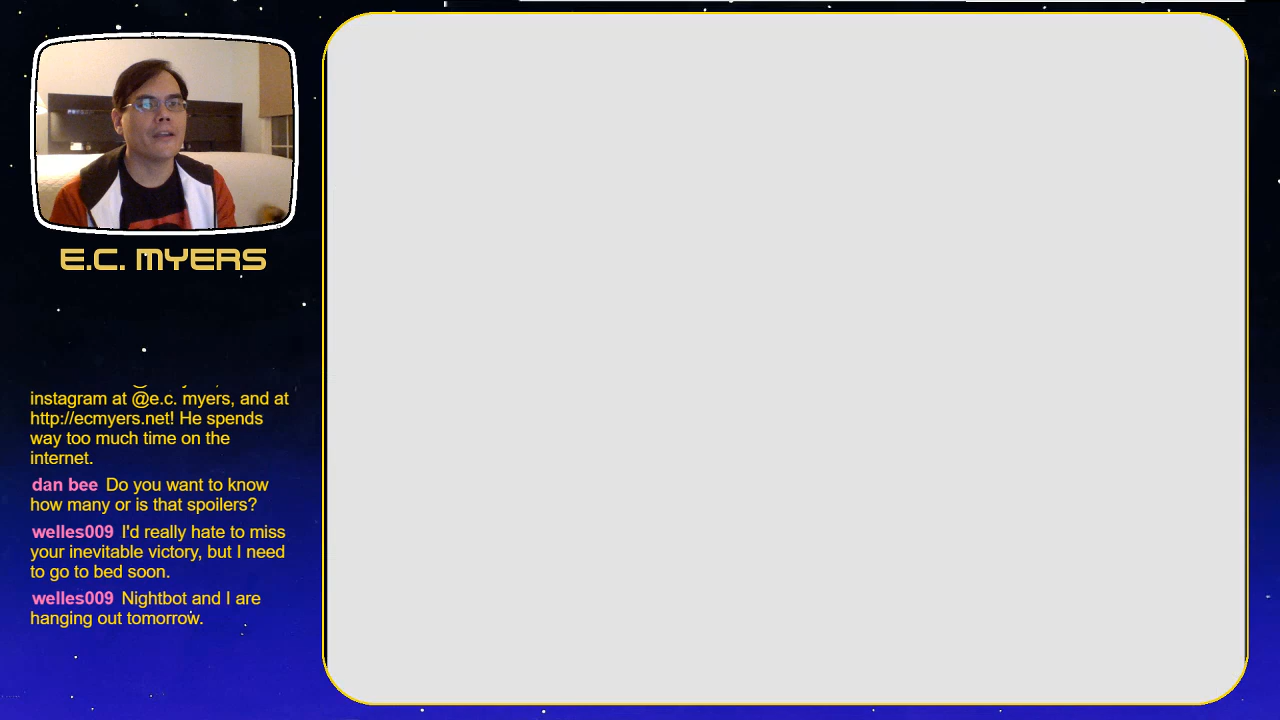 E.C. MYERS
instagram at @e.c. myers, and at
http://ecmyers.net! He spends
way too much time on the
internet.
dan bee Do you want to know
how many or is that spoilers?
welles009 I'd really hate to miss
your inevitable victory, but I need
to go to bed soon.
welles009 Nightbot and I are
hanging out tomorrow.